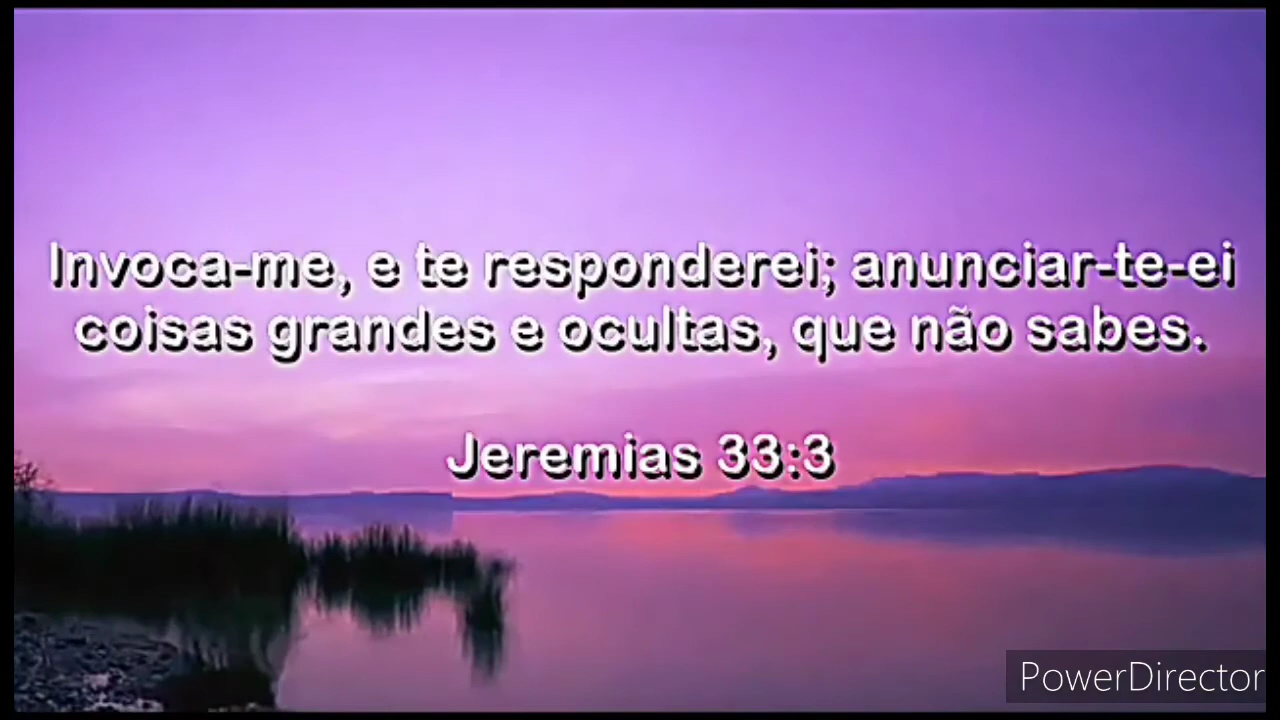 Invoca-me, e te responderei; anunciar-te-ei
coisas grandes e ocultas, que não sabes.
Jeremias 33:3
PowerDirector